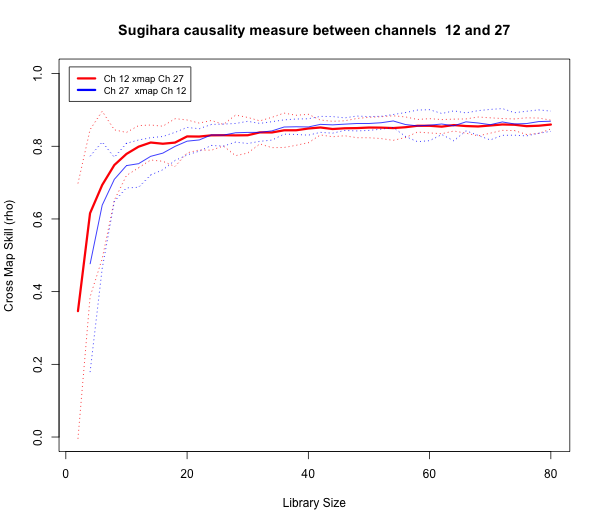 Sugihara causality measure between channels  12 and 27
Ch 12 xmap Ch 27
Ch 27  xmap Ch 12
Cross Map Skill (rho)
1.0
0.8
0.6
0.4
0.2
0.0
0 20 40 60 80
Library Size